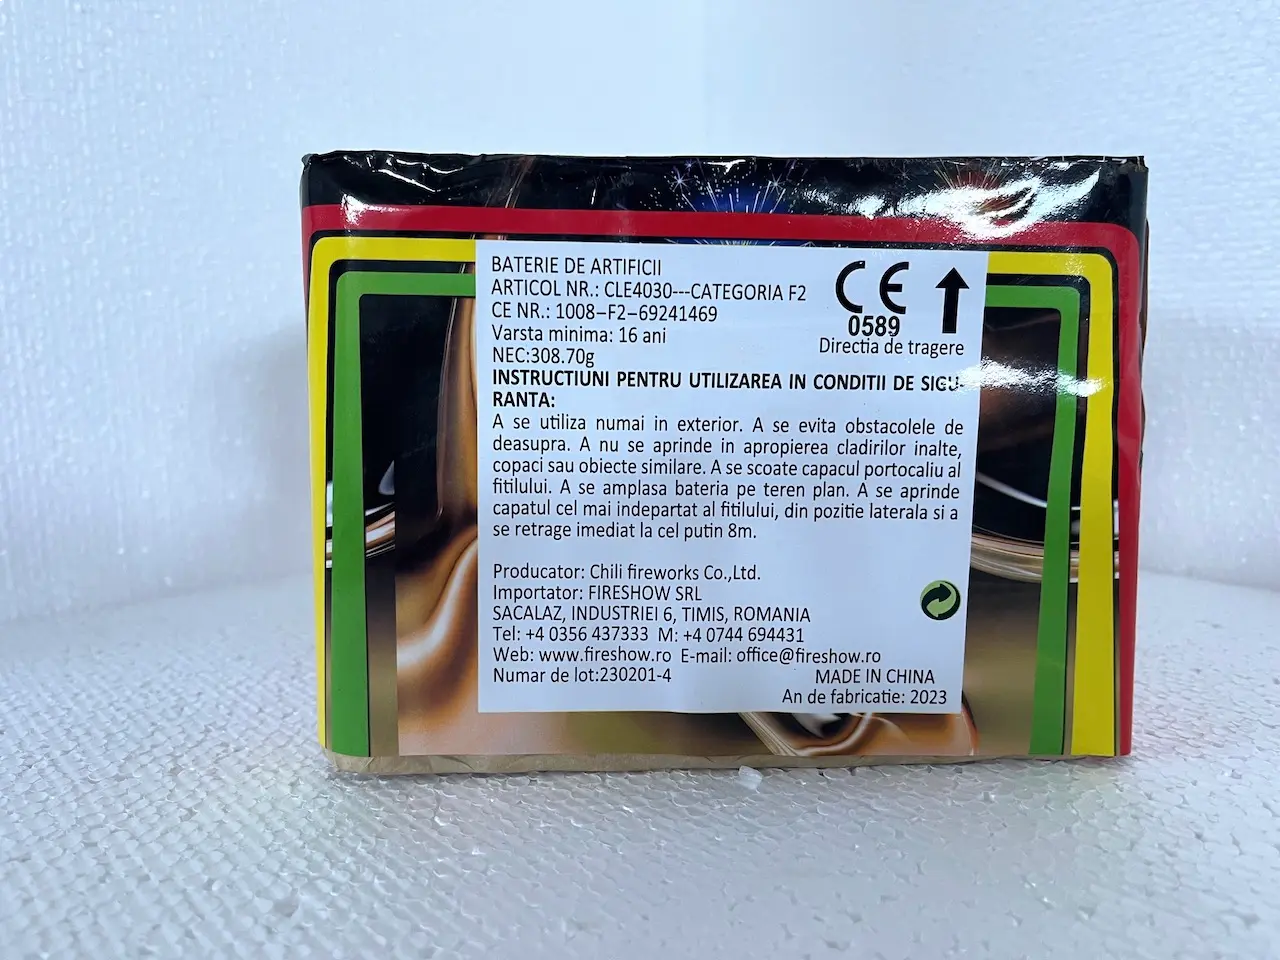 BATERIE DE ARTIFICII
ARTICOL NR.: CLE4030---CATEGORIA F2
CE NR.: 1008–F2–69241469
Varsta minima: 16 ani
NEC:308.70g
CE
0589
Directia de tragere
INSTRUCTIUNI PENTRU UTILIZAREA IN CONDITII DE SIGU-
RANTA:
A se utiliza numai in exterior. A se evita obstacolele de
deasupra. A nu se aprinde in apropierea cladirilor inalte,
copaci sau obiecte similare. A se scoate capacul portocaliu al
fitilului. A se amplasa bateria pe teren plan. A se aprinde
capatul cel mai indepartat al fitilului, din pozitie laterala si a
se retrage imediat la cel putin 8m.
Producator: Chili fireworks Co.,Ltd.
Importator: FIRESHOW SRL
SACALAZ, INDUSTRIEI 6, TIMIS, ROMANIA
Tel: +4 0356 437333 M: +4 0744 694431
Web: www.fireshow.ro E-mail: office@fireshow.ro
Numar de lot:230201-4
MADE IN CHINA
An de fabricatie: 2023